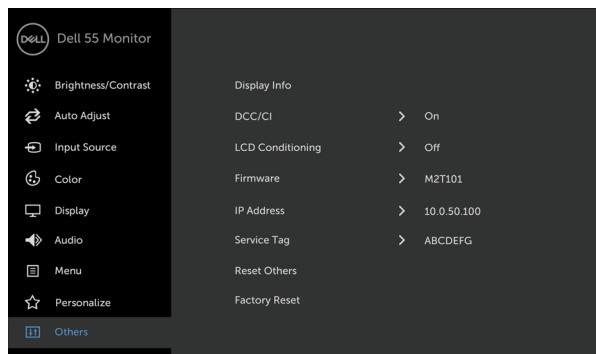 DELL Dell 55 Monitor
Brightness/Contrast
Auto Adjust
Input Source
Color
Display
Audio
Menu
Personalize
Others
Display Info
DCC/CI > On
LCD Conditioning > Off
Firmware > M2T101
IP Address > 10.0.50.100
Service Tag > ABCDEFG
Reset Others
Factory Reset